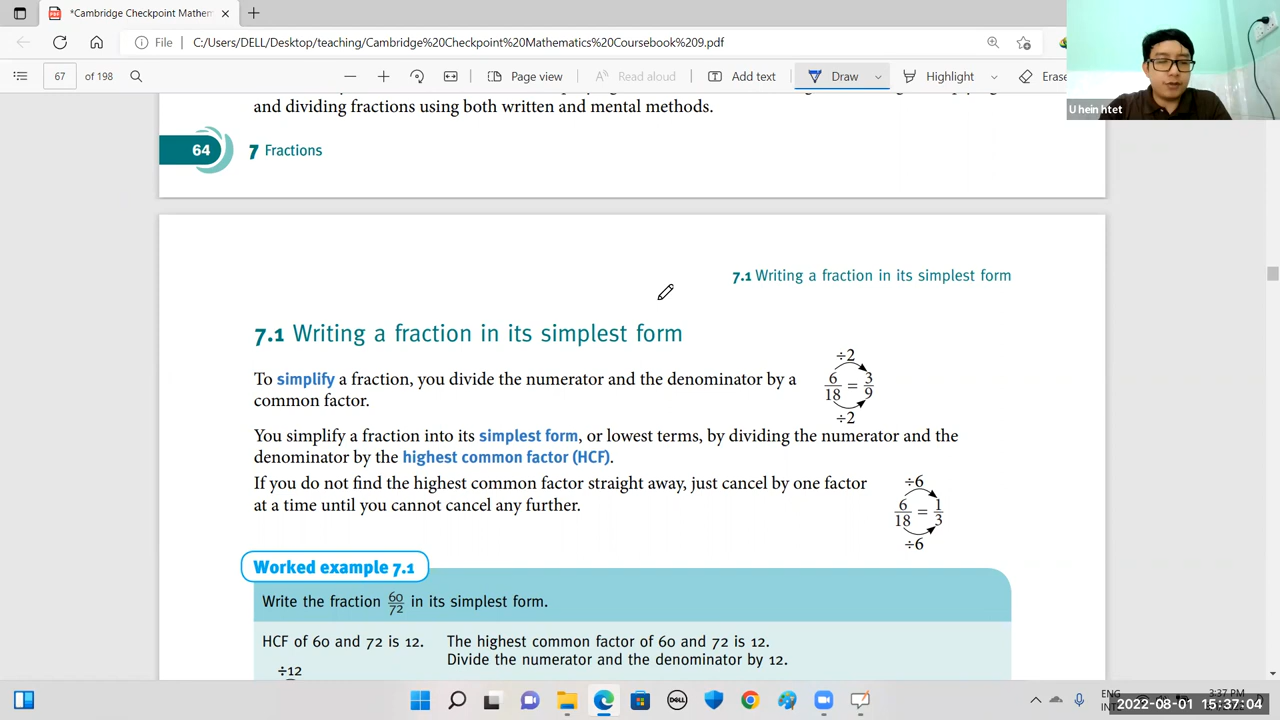 *Cambridge Checkpoint Mathem
File
C:/Users/DELL/Desktop/teaching/Cambridge%20Checkpoint%20Mathematics%20Coursebook%209.pdf
67 of 198
Page view
Read aloud
Add text
Draw
Highlight
Erase
U hein htet
and dividing fractions using both written and mental methods.
64 7 Fractions
7.1 Writing a fraction in its simplest form
7.1 Writing a fraction in its simplest form
To simplify a fraction, you divide the numerator and the denominator by a
common factor.
÷2
6/18 = 3/9
÷2
You simplify a fraction into its simplest form, or lowest terms, by dividing the numerator and the
denominator by the highest common factor (HCF).
If you do not find the highest common factor straight away, just cancel by one factor
at a time until you cannot cancel any further.
÷6
6/18 = 1/3
÷6
Worked example 7.1
Write the fraction 60/72 in its simplest form.
HCF of 60 and 72 is 12. The highest common factor of 60 and 72 is 12.
Divide the numerator and the denominator by 12.
÷12
DELL
ENG
3:37 PM
2022-08-01 15:37:04